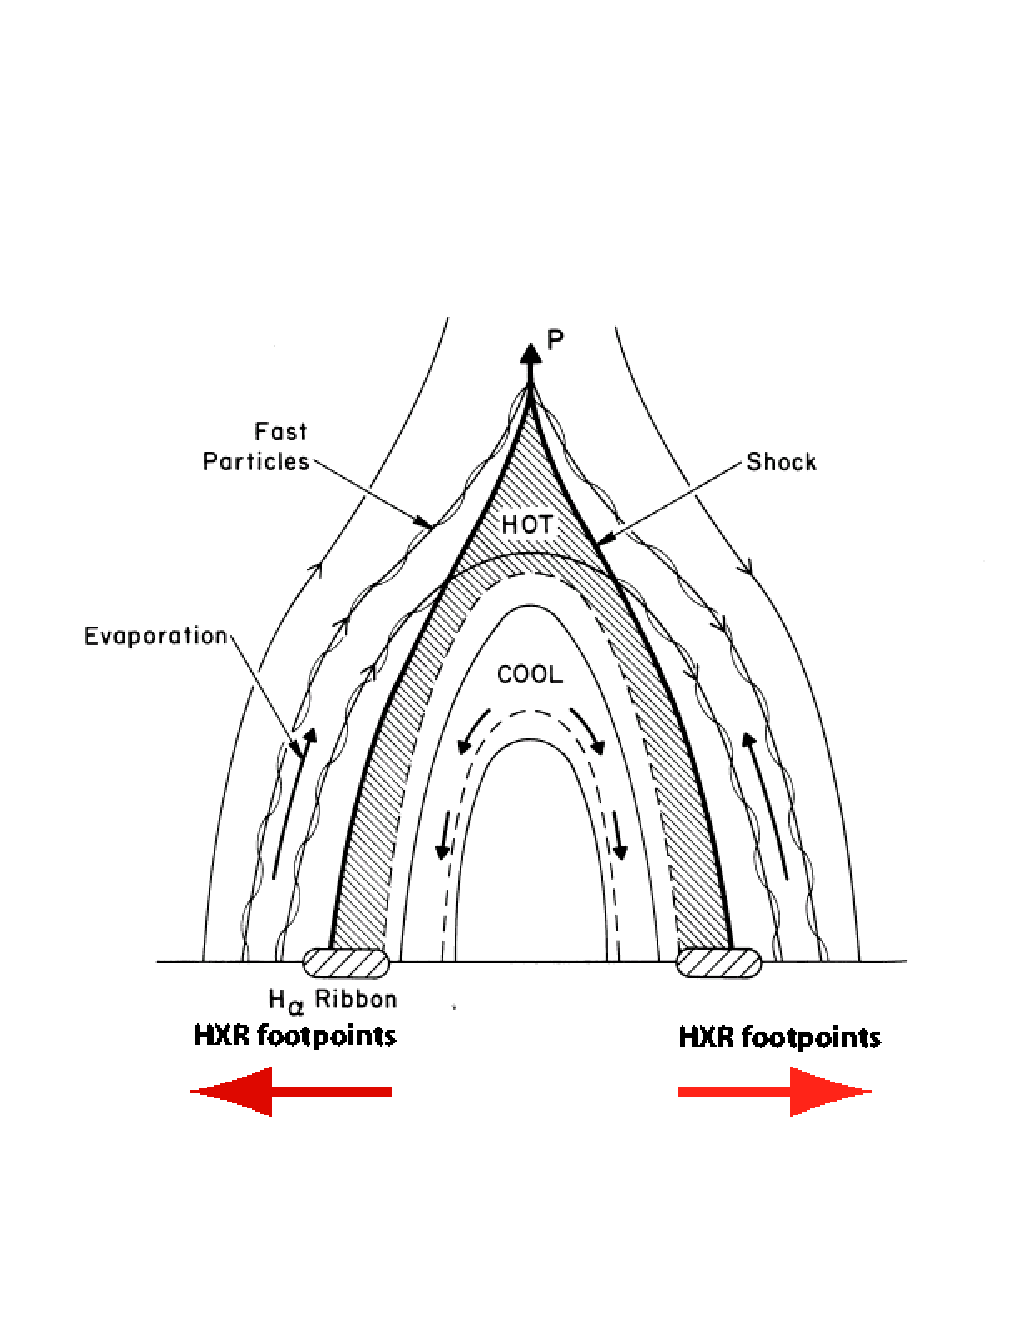 P
Fast
Particles
Shock
HOT
Evaporation
COOL
Hα Ribbon
HXR footpoints
HXR footpoints